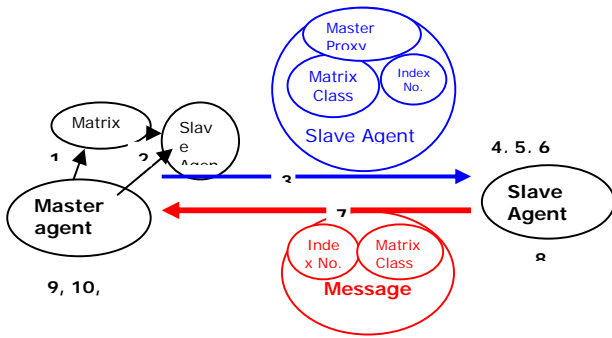 Master
Proxy
Matrix
Class
Index
No.
Slave Agent
Matrix
Slav
e
Agen
1
2
3
4, 5, 6
Master
agent
Slave
Agent
7
8
Inde
x No.
Matrix
Class
Message
9, 10,